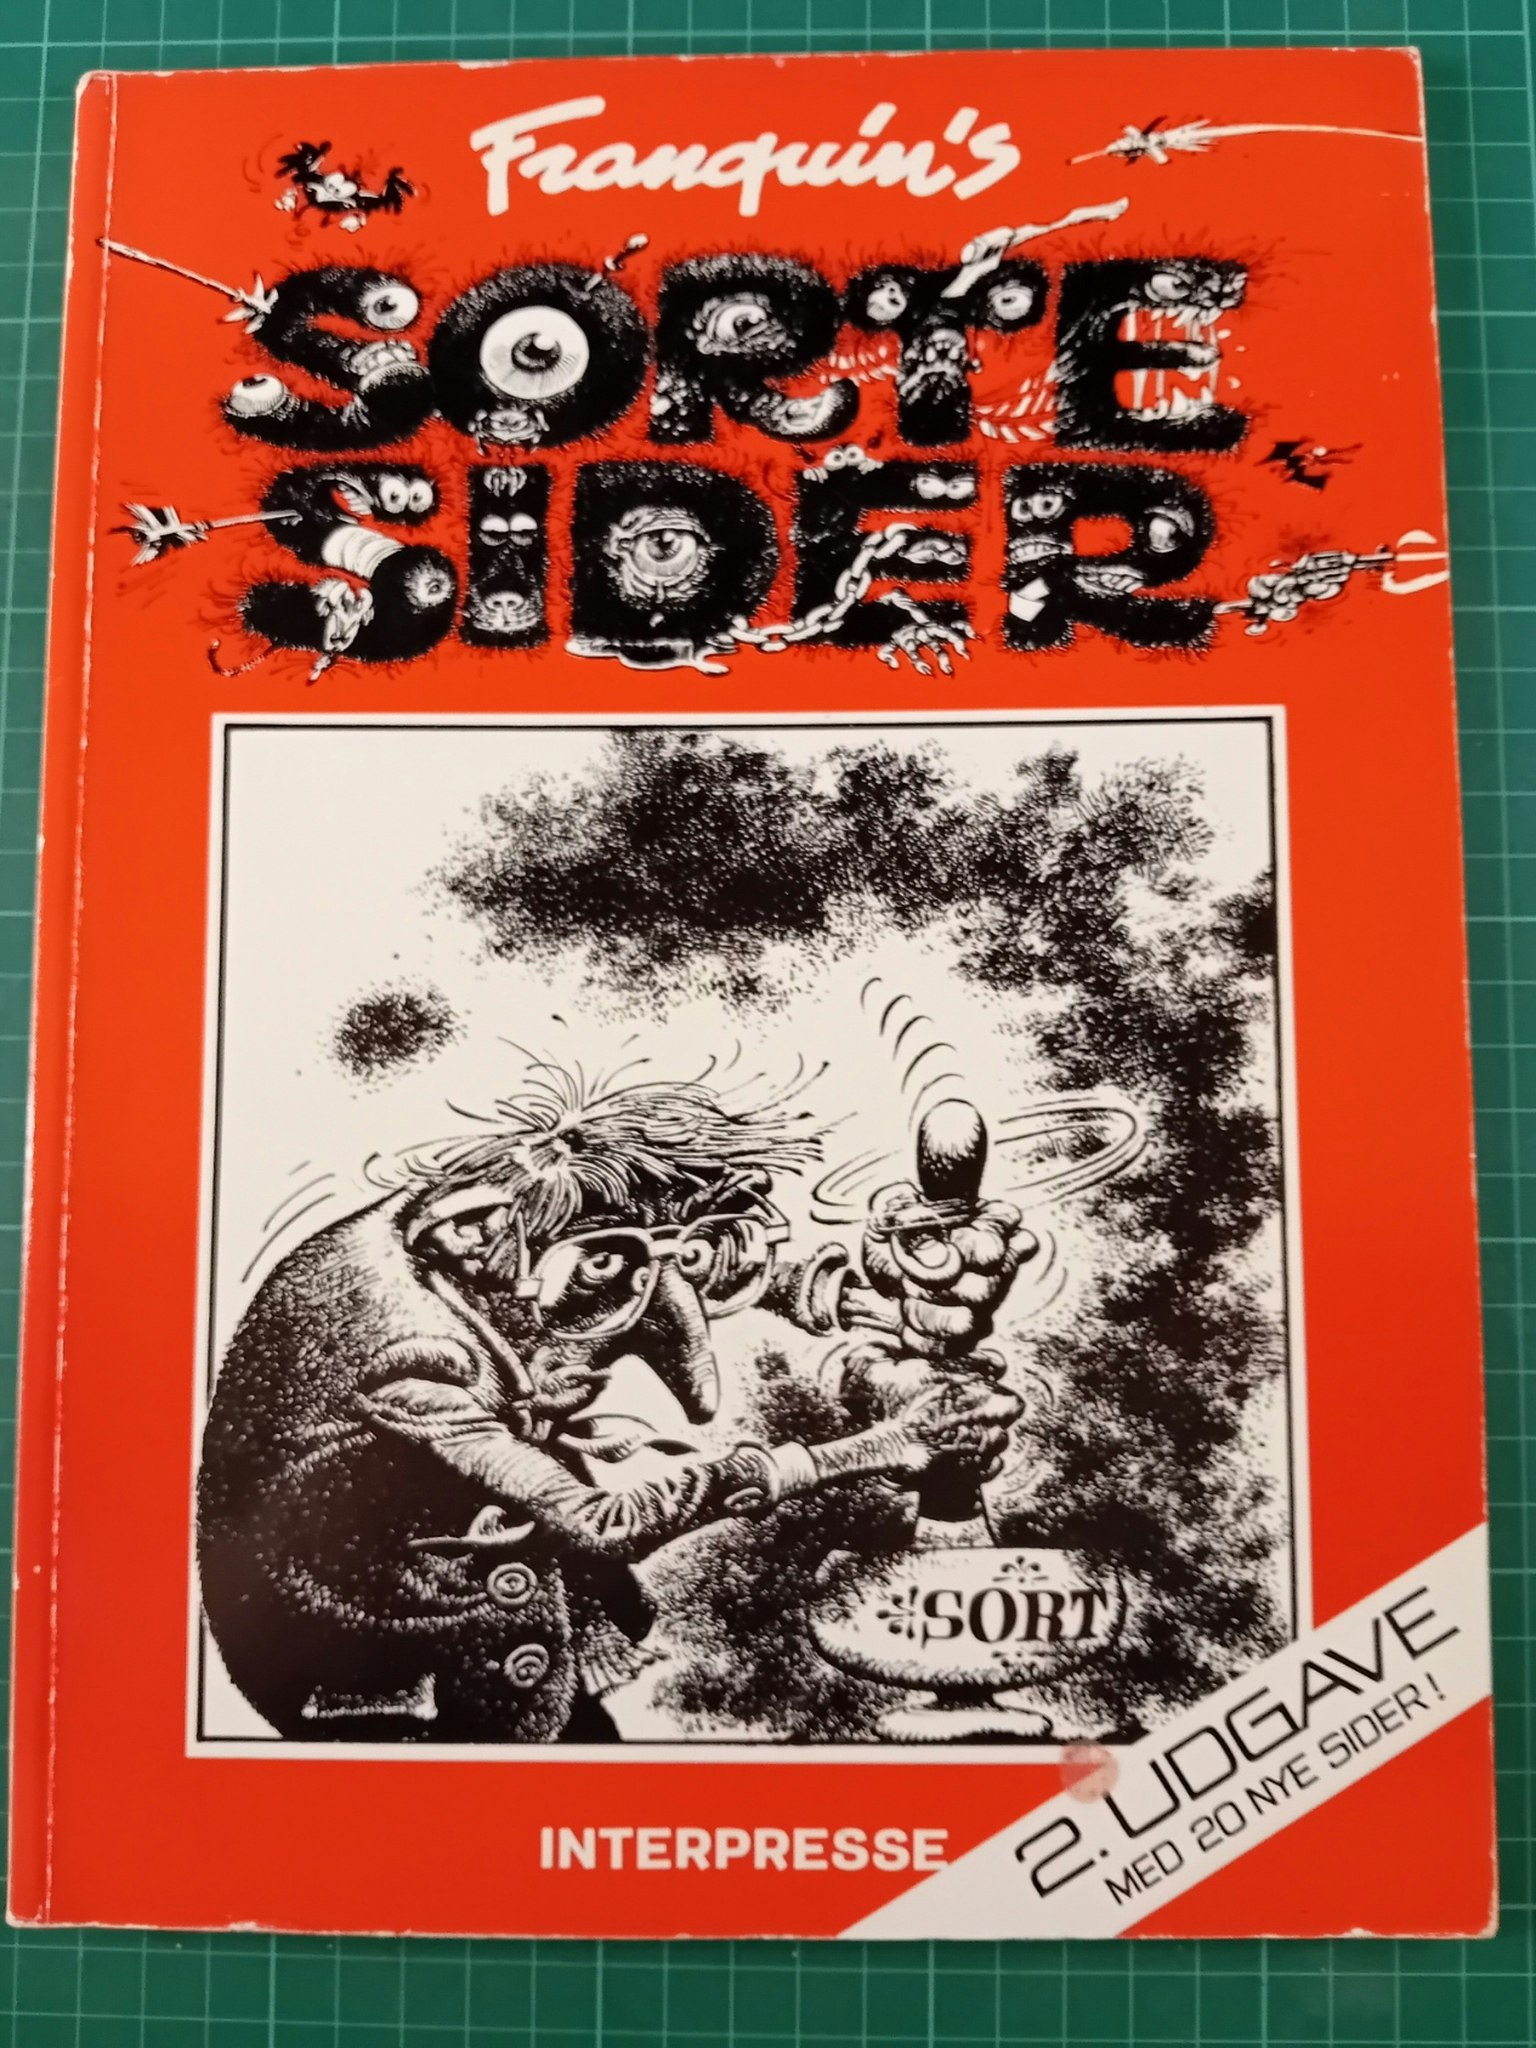 Franquin's
SORTE
SIDER
SORT
2. UDGAVE
MED 20 NYE SIDER!
INTERPRESSE